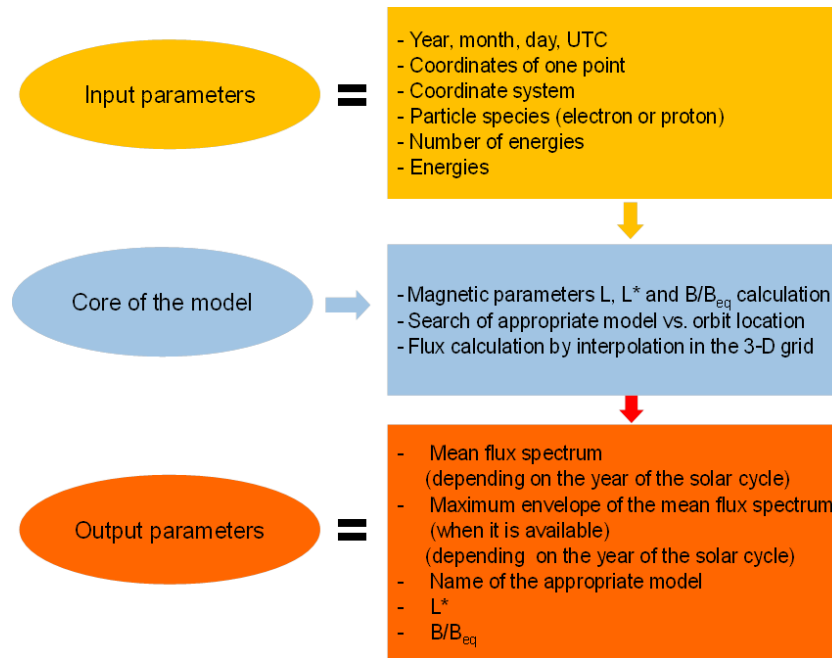 Input parameters
=
- Year, month, day, UTC
- Coordinates of one point
- Coordinate system
- Particle species (electron or proton)
- Number of energies
- Energies
Core of the model
- Magnetic parameters L, L* and B/Beq calculation
- Search of appropriate model vs. orbit location
- Flux calculation by interpolation in the 3-D grid
Output parameters
=
- Mean flux spectrum
(depending on the year of the solar cycle)
- Maximum envelope of the mean flux spectrum
(when it is available)
(depending on the year of the solar cycle)
- Name of the appropriate model
- L*
- B/Beq